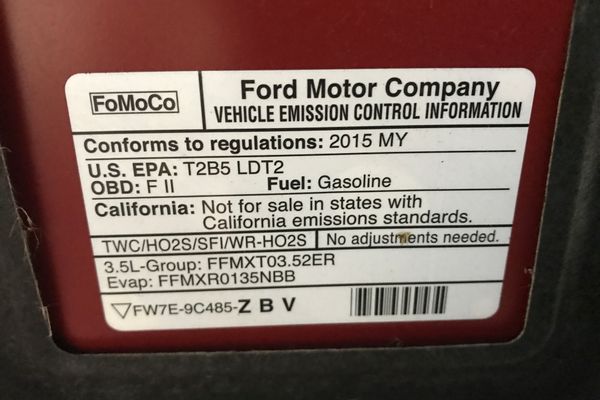 FoMoCo
Ford Motor Company
VEHICLE EMISSION CONTROL INFORMATION
Conforms to regulations: 2015 MY
U.S. EPA: T2B5 LDT2
OBD: F II Fuel: Gasoline
California: Not for sale in states with
California emissions standards.
TWC/HO2S/SFI/WR-HO2S No adjustments needed.
3.5L-Group: FFMXT03.52ER
Evap: FFMXR0135NBB
▽FW7E-9C485-Z B V